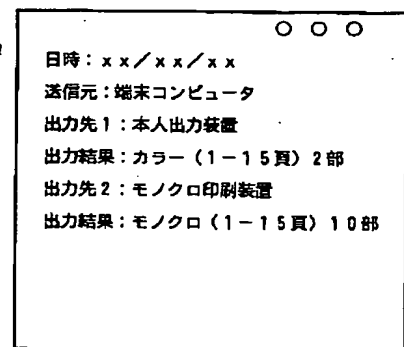 日時：ｘｘ／ｘｘ／ｘｘ
送信元：端末コンピュータ
出力先１：本人出力装置
出力結果：カラー（１－１５頁）２部
出力先２：モノクロ印刷装置
出力結果：モノクロ（１－１５頁）１０部